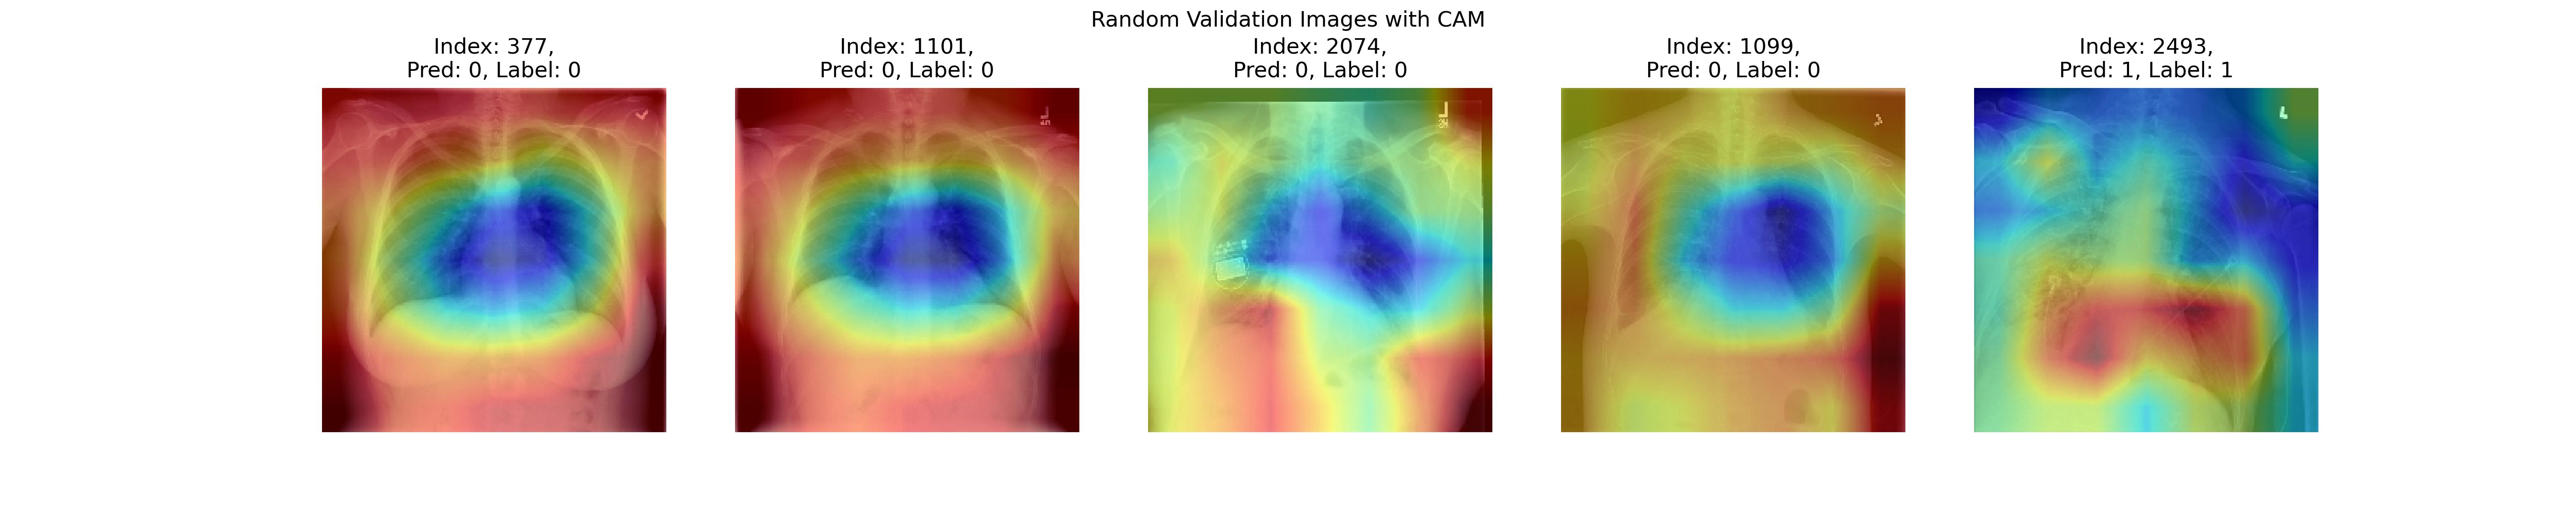 Random Validation Images with CAM
Index: 377,
Pred: 0, Label: 0
Index: 1101,
Pred: 0, Label: 0
Index: 2074,
Pred: 0, Label: 0
Index: 1099,
Pred: 0, Label: 0
Index: 2493,
Pred: 1, Label: 1
L
L